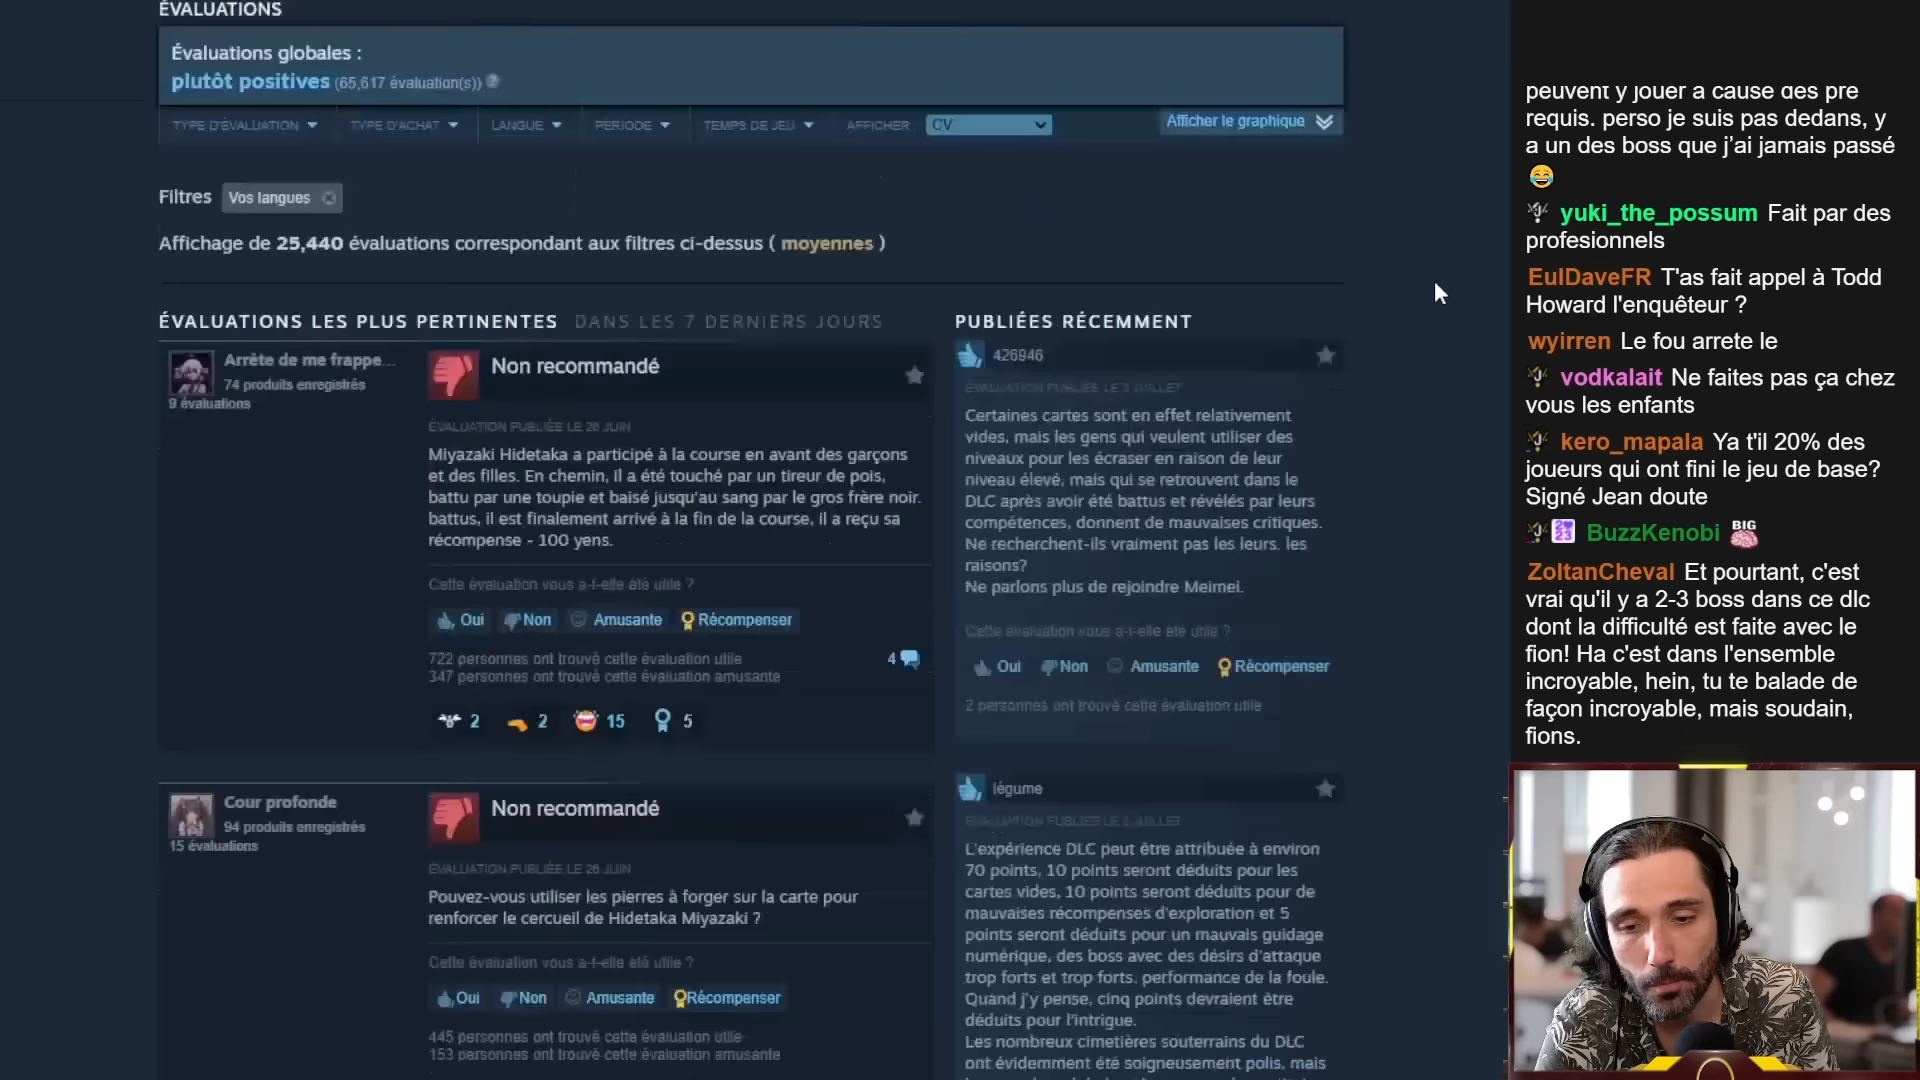 ÉVALUATIONS
Évaluations globales :
plutôt positives (65,617 évaluation(s)) ?
TYPE D'ÉVALUATION
TYPE D'ACHAT
LANGUE
PÉRIODE
TEMPS DE JEU
AFFICHER
CV
Afficher le graphique
Filtres
Vos langues
Affichage de 25,440 évaluations correspondant aux filtres ci-dessus ( moyennes )
ÉVALUATIONS LES PLUS PERTINENTES
DANS LES 7 DERNIERS JOURS
Arrête de me frappe...
74 produits enregistrés
9 évaluations
Non recommandé
ÉVALUATION PUBLIÉE LE 26 JUIN
Miyazaki Hidetaka a participé à la course en avant des garçons
et des filles. En chemin, il a été touché par un tireur de pois,
battu par une toupie et baisé jusqu'au sang par le gros frère noir.
battus, il est finalement arrivé à la fin de la course, il a reçu sa
récompense - 100 yens.
Cette évaluation vous a-t-elle été utile ?
Oui
Non
Amusante
Récompenser
722 personnes ont trouvé cette évaluation utile
347 personnes ont trouvé cette évaluation amusante
4
2
2
15
5
Cour profonde
94 produits enregistrés
15 évaluations
Non recommandé
ÉVALUATION PUBLIÉE LE 26 JUIN
Pouvez-vous utiliser les pierres à forger sur la carte pour
renforcer le cercueil de Hidetaka Miyazaki ?
Cette évaluation vous a-t-elle été utile ?
Oui
Non
Amusante
Récompenser
445 personnes ont trouvé cette évaluation utile
153 personnes ont trouvé cette évaluation amusante
PUBLIÉES RÉCEMMENT
426946
ÉVALUATION PUBLIÉE LE 3 JUILLET
Certaines cartes sont en effet relativement
vides, mais les gens qui veulent utiliser des
niveaux pour les écraser en raison de leur
niveau élevé, mais qui se retrouvent dans le
DLC après avoir été battus et révélés par leurs
compétences, donnent de mauvaises critiques.
Ne recherchent-ils vraiment pas les leurs. les
raisons?
Ne parlons plus de rejoindre Meimei.
Cette évaluation vous a-t-elle été utile ?
Oui
Non
Amusante
Récompenser
2 personnes ont trouvé cette évaluation utile
légume
ÉVALUATION PUBLIÉE LE 3 JUILLET
L'expérience DLC peut être attribuée à environ
70 points, 10 points seront déduits pour les
cartes vides, 10 points seront déduits pour de
mauvaises récompenses d'exploration et 5
points seront déduits pour un mauvais guidage
numérique, des boss avec des désirs d'attaque
trop forts et trop forts. performance de la foule.
Quand j'y pense, cinq points devraient être
déduits pour l'intrigue.
Les nombreux cimetières souterrains du DLC
ont évidemment été soigneusement polis, mais
peuvent y jouer a cause des pre
requis. perso je suis pas dedans, y
a un des boss que j'ai jamais passé
😂
yuki_the_possum Fait par des
profesionnels
EulDaveFR T'as fait appel à Todd
Howard l'enquêteur ?
wyirren Le fou arrete le
vodkalait Ne faites pas ça chez
vous les enfants
kero_mapala Ya t'il 20% des
joueurs qui ont fini le jeu de base?
Signé Jean doute
BuzzKenobi BIG
ZoltanCheval Et pourtant, c'est
vrai qu'il y a 2-3 boss dans ce dlc
dont la difficulté est faite avec le
fion! Ha c'est dans l'ensemble
incroyable, hein, tu te balade de
façon incroyable, mais soudain,
fions.